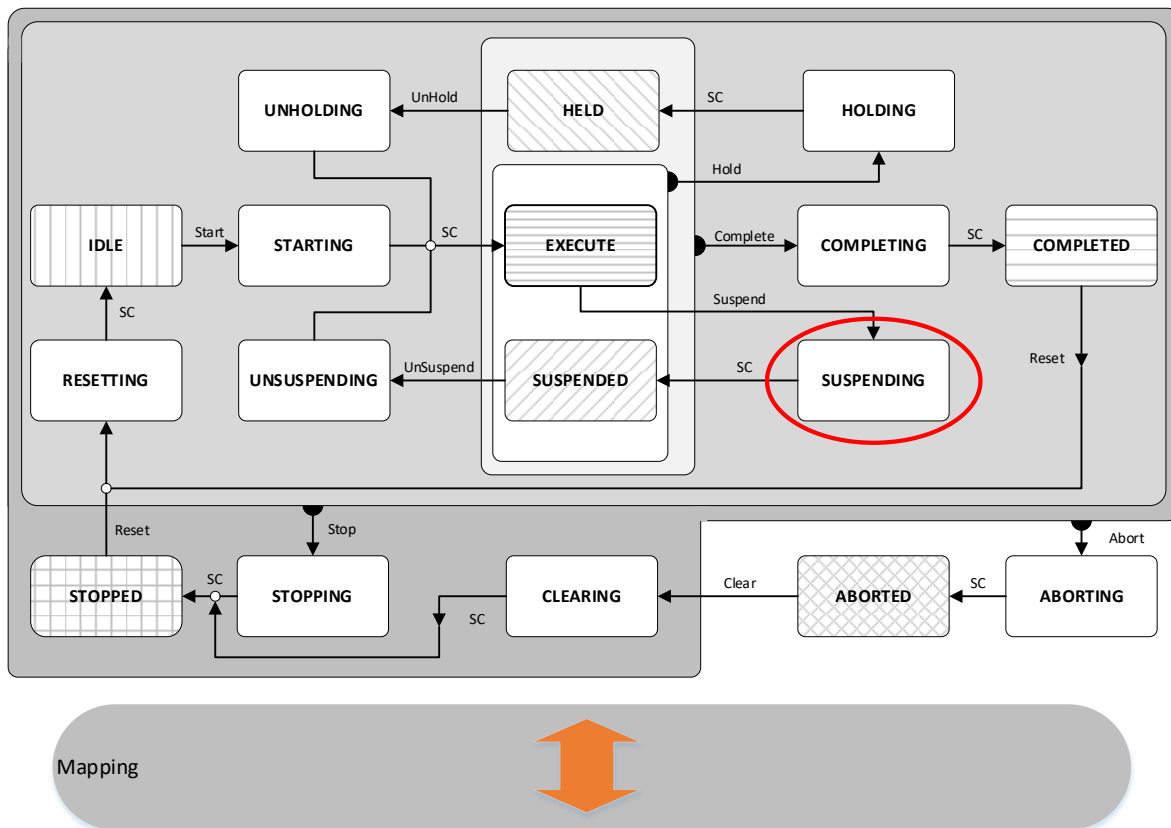 UnHold
SC
UNHOLDING
HELD
HOLDING
Hold
Start
SC
Complete
SC
IDLE
STARTING
EXECUTE
COMPLETING
COMPLETED
Suspend
SC
Reset
UnSuspend
SC
RESETTING
UNSUSPENDING
SUSPENDED
SUSPENDING
Reset
Stop
Abort
SC
Clear
SC
STOPPED
STOPPING
CLEARING
ABORTED
ABORTING
SC
Mapping